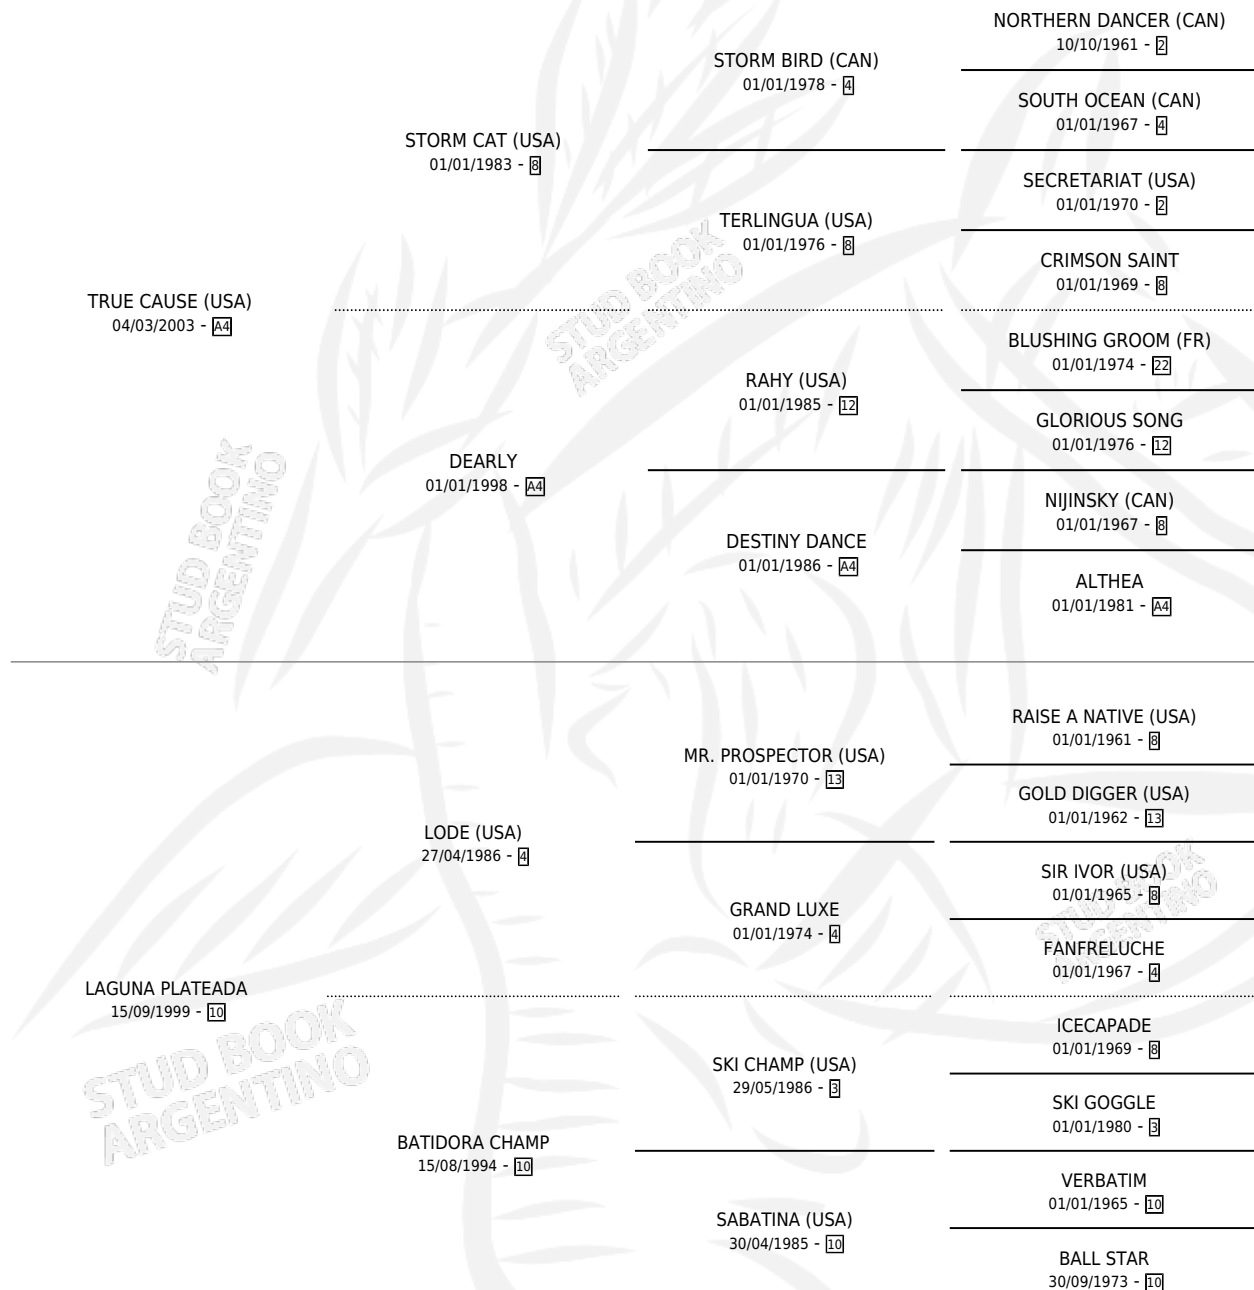 NORTHERN DANCER (CAN)
10/10/1961 - 2
STORM BIRD (CAN)
01/01/1978 - 4
SOUTH OCEAN (CAN)
01/01/1967 - 4
STORM CAT (USA)
01/01/1983 - 8
SECRETARIAT (USA)
01/01/1970 - 2
TERLINGUA (USA)
01/01/1976 - 8
CRIMSON SAINT
01/01/1969 - 8
TRUE CAUSE (USA)
04/03/2003 - A4
BLUSHING GROOM (FR)
01/01/1974 - 22
RAHY (USA)
01/01/1985 - 12
GLORIOUS SONG
01/01/1976 - 12
DEARLY
01/01/1998 - A4
NIJINSKY (CAN)
01/01/1967 - 8
DESTINY DANCE
01/01/1986 - A4
ALTHEA
01/01/1981 - A4
RAISE A NATIVE (USA)
01/01/1961 - 8
MR. PROSPECTOR (USA)
01/01/1970 - 13
GOLD DIGGER (USA)
01/01/1962 - 13
LODE (USA)
27/04/1986 - 4
SIR IVOR (USA)
01/01/1965 - 8
GRAND LUXE
01/01/1974 - 4
FANFRELUCHE
01/01/1967 - 4
LAGUNA PLATEADA
15/09/1999 - 10
ICECAPADE
01/01/1969 - 8
SKI CHAMP (USA)
29/05/1986 - 3
SKI GOGGLE
01/01/1980 - 3
BATIDORA CHAMP
15/08/1994 - 10
VERBATIM
01/01/1965 - 10
SABATINA (USA)
30/04/1985 - 10
BALL STAR
30/09/1973 - 10
STUD BOOK
ARGENTINO
STUD BOOK
ARGENTINO
STUD BOOK
ARGENTINO
STUD BOOK
ARGENTINO